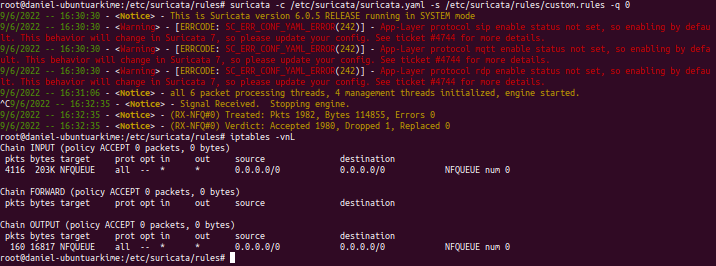 root@daniel-ubuntuarkime:/etc/suricata/rules# suricata -c /etc/suricata/suricata.yaml -s /etc/suricata/rules/custom.rules -q 0
9/6/2022 -- 16:30:30 - <Notice> - This is Suricata version 6.0.5 RELEASE running in SYSTEM mode
9/6/2022 -- 16:30:30 - <Warning> - [ERRCODE: SC_ERR_CONF_YAML_ERROR(242)] - App-Layer protocol sip enable status not set, so enabling by defau
lt. This behavior will change in Suricata 7, so please update your config. See ticket #4744 for more details.
9/6/2022 -- 16:30:30 - <Warning> - [ERRCODE: SC_ERR_CONF_YAML_ERROR(242)] - App-Layer protocol mqtt enable status not set, so enabling by defa
ult. This behavior will change in Suricata 7, so please update your config. See ticket #4744 for more details.
9/6/2022 -- 16:30:30 - <Warning> - [ERRCODE: SC_ERR_CONF_YAML_ERROR(242)] - App-Layer protocol rdp enable status not set, so enabling by defau
lt. This behavior will change in Suricata 7, so please update your config. See ticket #4744 for more details.
9/6/2022 -- 16:31:06 - <Notice> - all 6 packet processing threads, 4 management threads initialized, engine started.
^C9/6/2022 -- 16:32:35 - <Notice> - Signal Received.  Stopping engine.
9/6/2022 -- 16:32:35 - <Notice> - (RX-NFQ#0) Treated: Pkts 1982, Bytes 114855, Errors 0
9/6/2022 -- 16:32:35 - <Notice> - (RX-NFQ#0) Verdict: Accepted 1980, Dropped 1, Replaced 0
root@daniel-ubuntuarkime:/etc/suricata/rules# iptables -vnL
Chain INPUT (policy ACCEPT 0 packets, 0 bytes)
pkts bytes target prot opt in out source destination
4116 203K NFQUEUE all -- * * 0.0.0.0/0 0.0.0.0/0 NFQUEUE num 0
Chain FORWARD (policy ACCEPT 0 packets, 0 bytes)
pkts bytes target prot opt in out source destination
Chain OUTPUT (policy ACCEPT 0 packets, 0 bytes)
pkts bytes target prot opt in out source destination
160 16817 NFQUEUE all -- * * 0.0.0.0/0 0.0.0.0/0 NFQUEUE num 0
root@daniel-ubuntuarkime:/etc/suricata/rules#